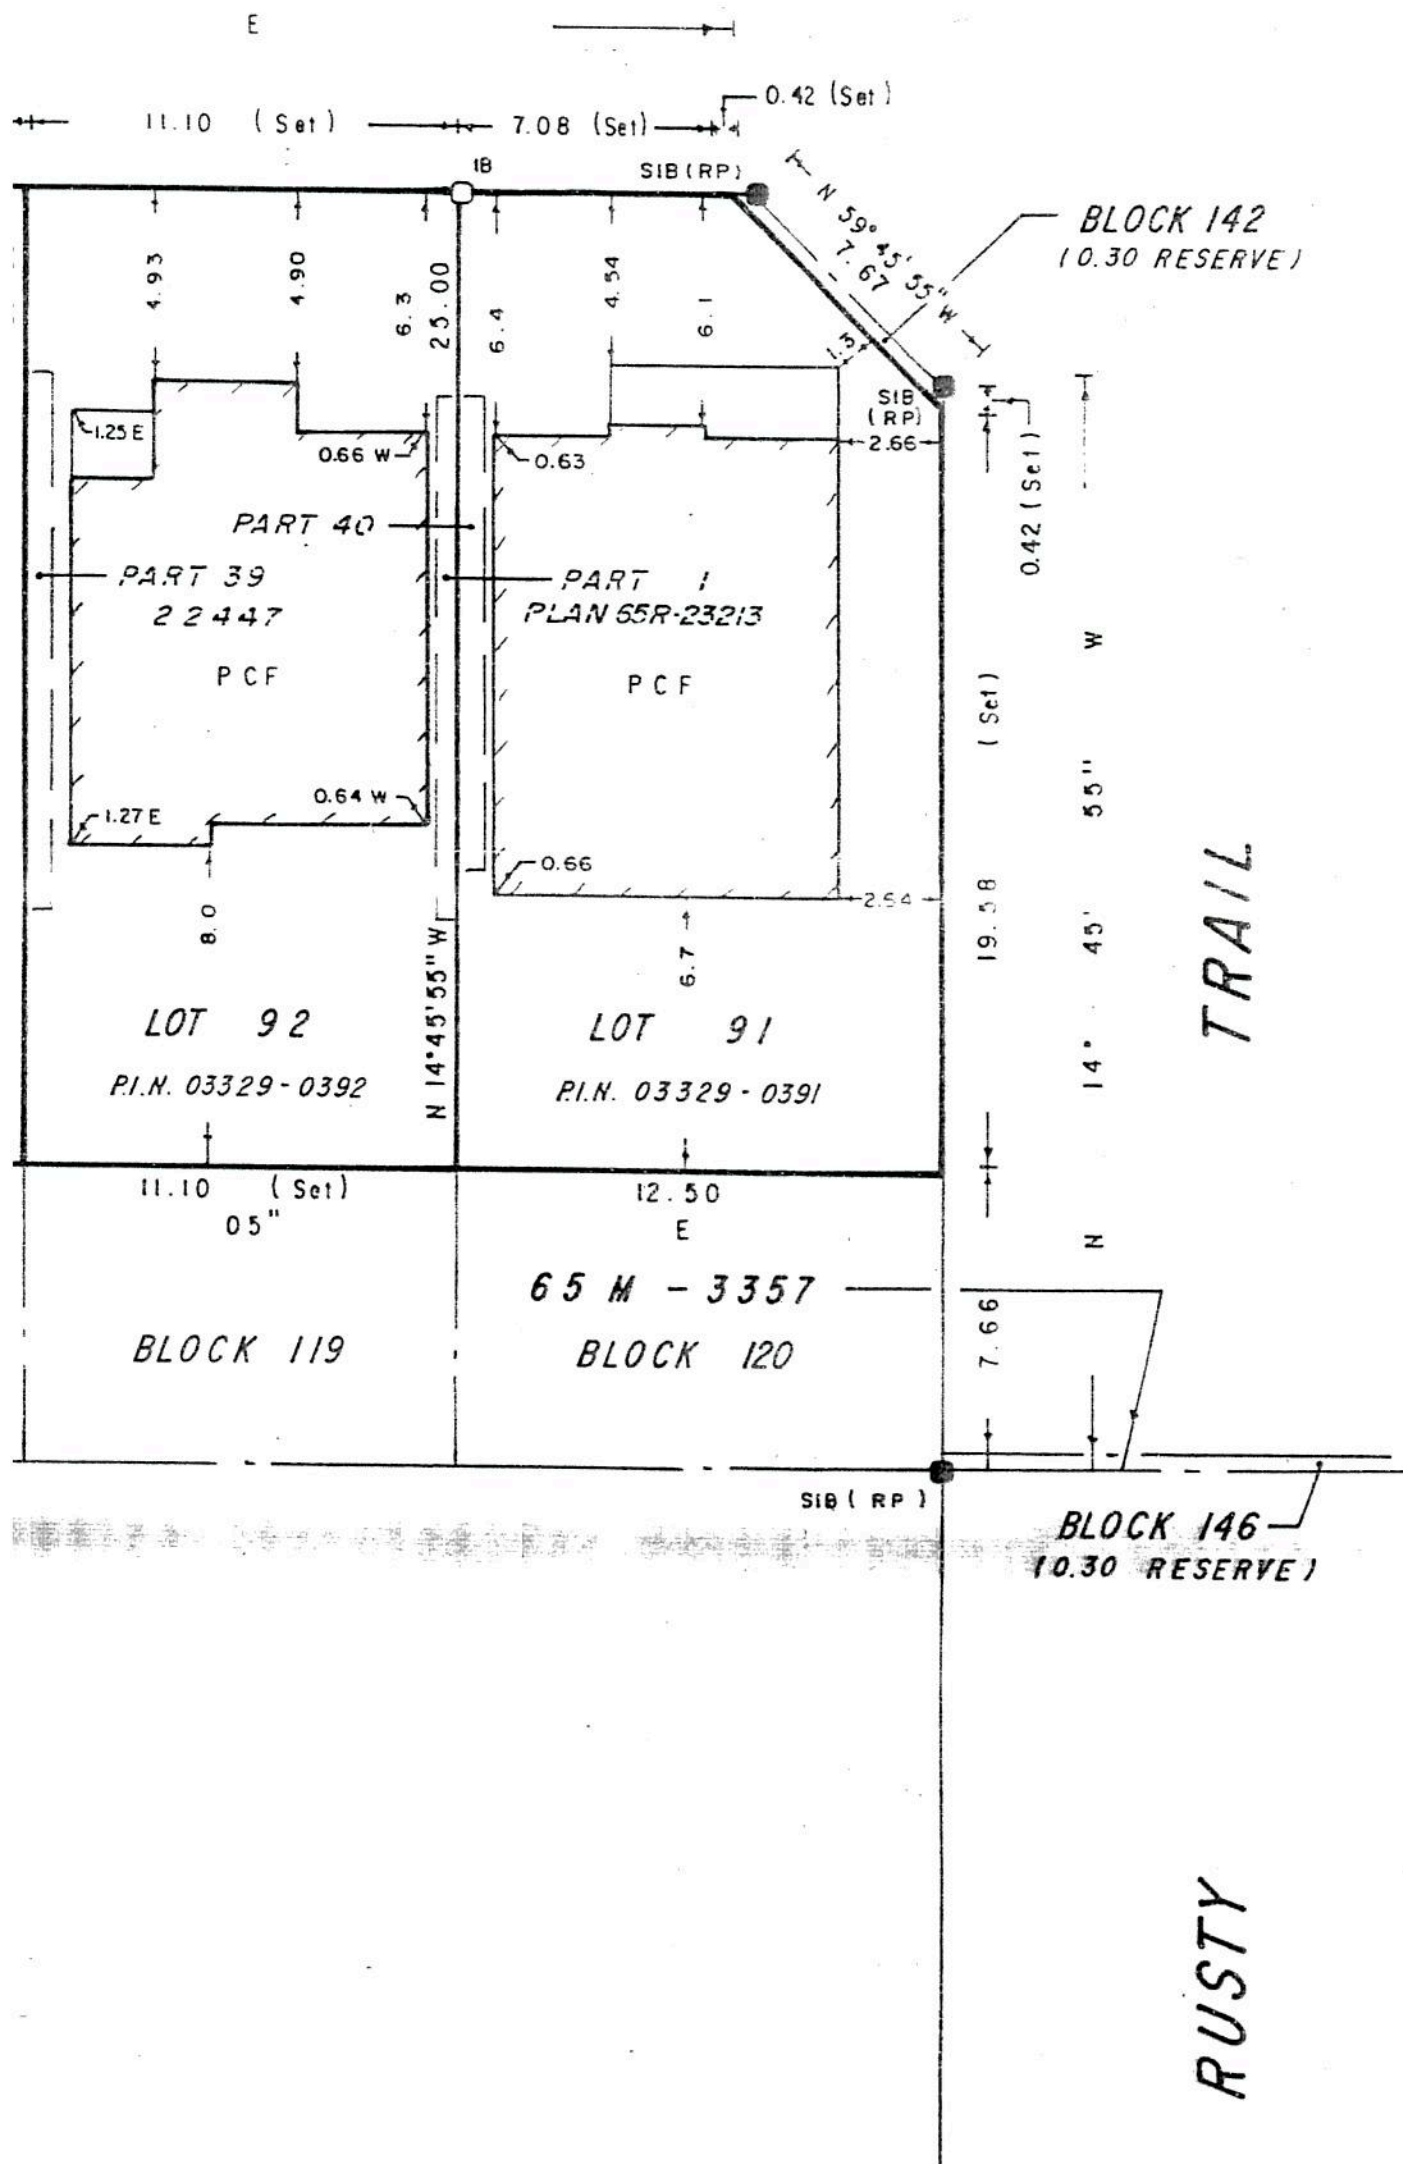 E
0.42 (Set)
11.10 (Set)
7.08 (Set)
IB
SIB (RP)
N 59° 45' 55" W
7.67
BLOCK 142
(0.30 RESERVE)
4.93
4.90
6.3
25.00
6.4
4.54
6.1
1.3
SIB
(RP)
1.25 E
0.66 W
0.63
2.66
0.42 (Set)
PART 40
PART 39
22447
PART 1
PLAN 65R-23213
PCF
PCF
19.58 (Set)
N 14° 45' 55" W
1.27 E
0.64 W
0.66
2.54
8.0
6.7
N 14°45'55" W
TRAIL
LOT 92
P.I.N. 03329-0392
LOT 91
P.I.N. 03329-0391
11.10 (Set)
12.50
05"
E
65 M - 3357
7.66
BLOCK 119
BLOCK 120
SIB (RP)
BLOCK 146
(0.30 RESERVE)
RUSTY